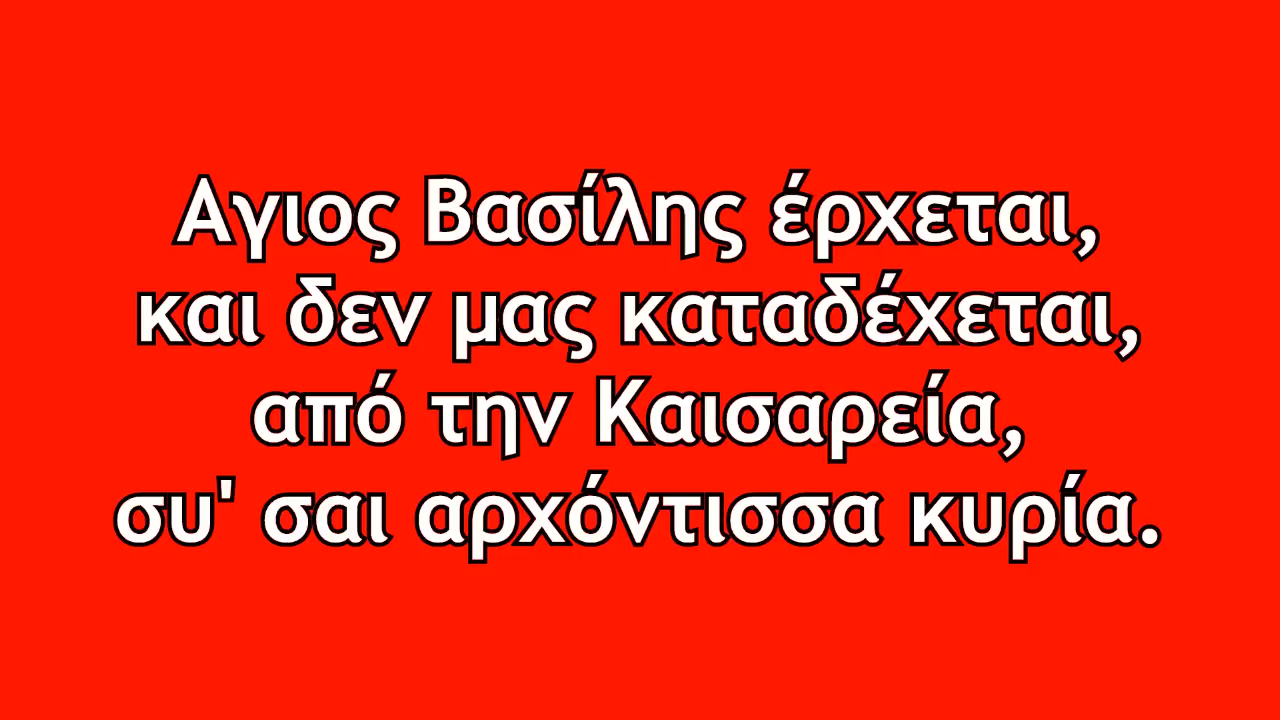 Αγιος Βασίλης έρχεται,
και δεν μας καταδέχεται,
από την Καισαρεία,
συ' σαι αρχόντισσα κυρία.